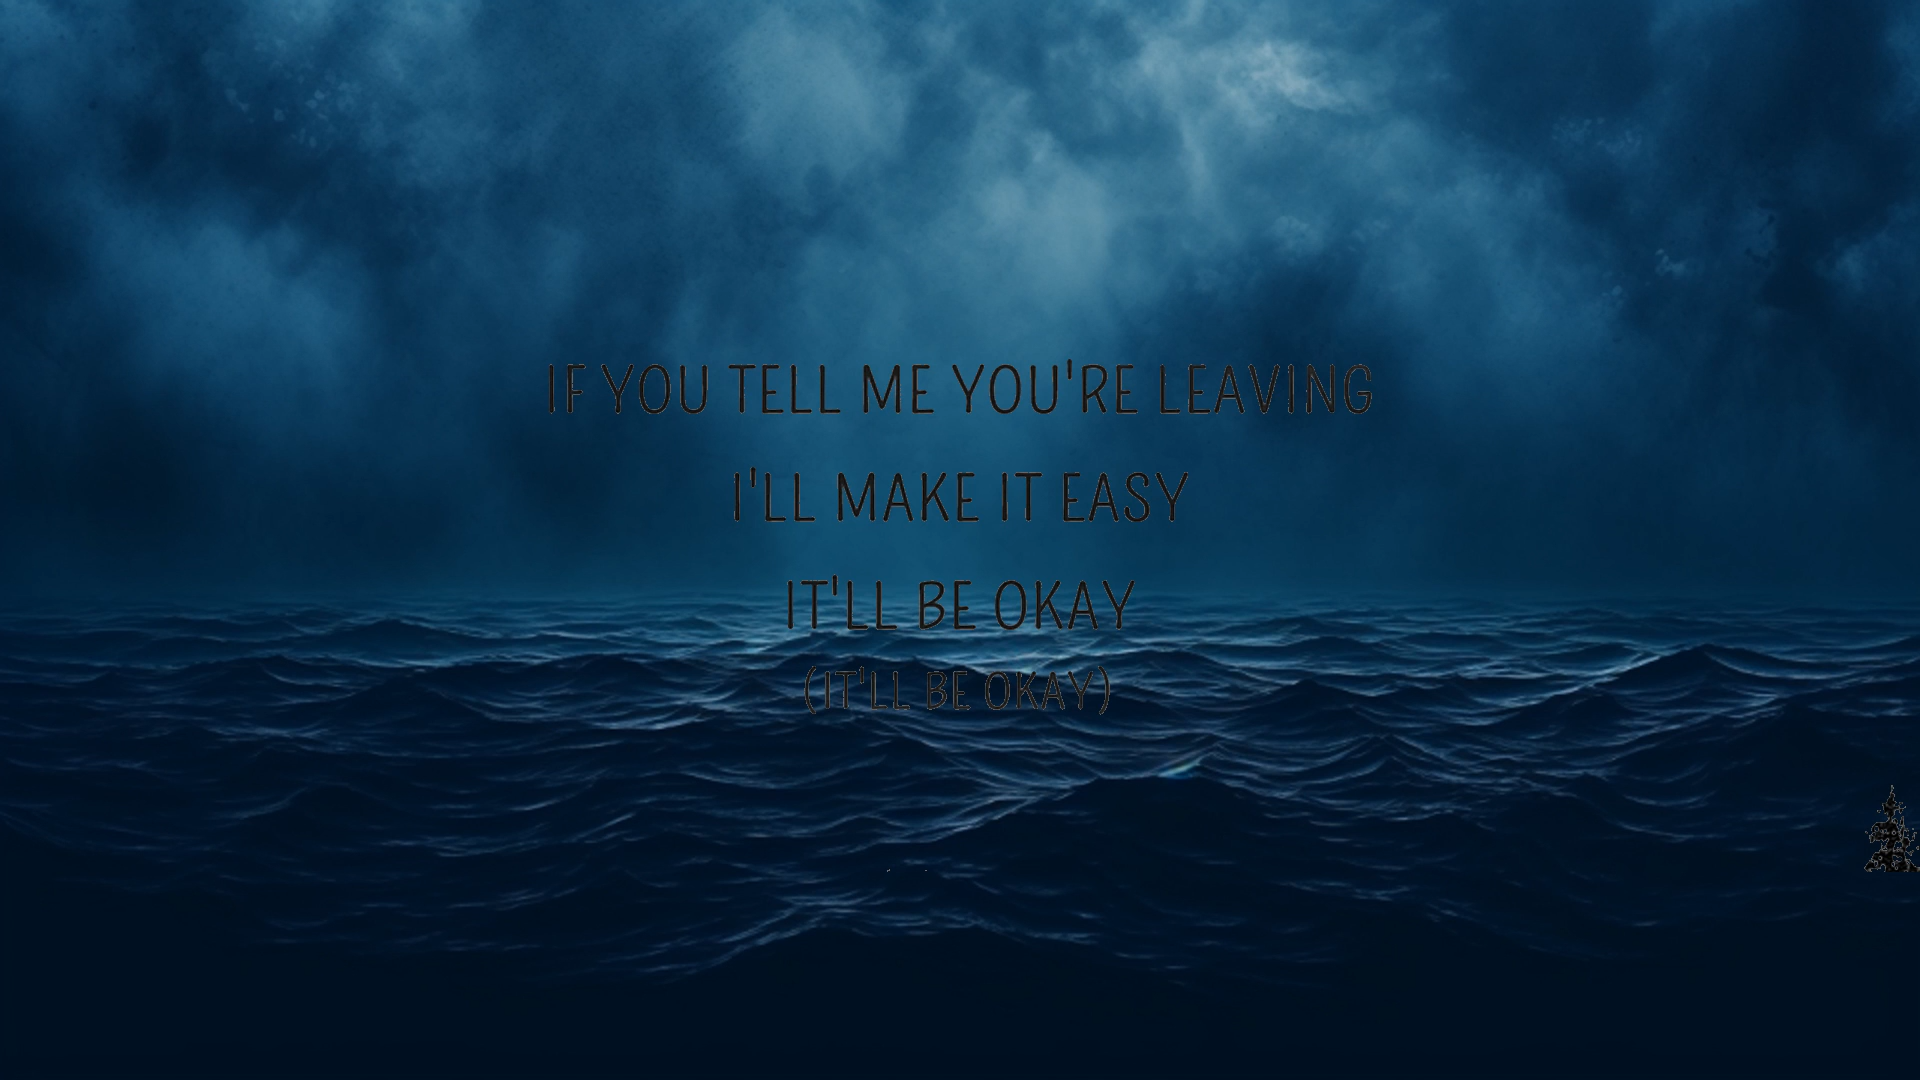 IF YOU TELL ME YOU'RE LEAVING
I'LL MAKE IT EASY
IT'LL BE OKAY
(IT'LL BE OKAY)